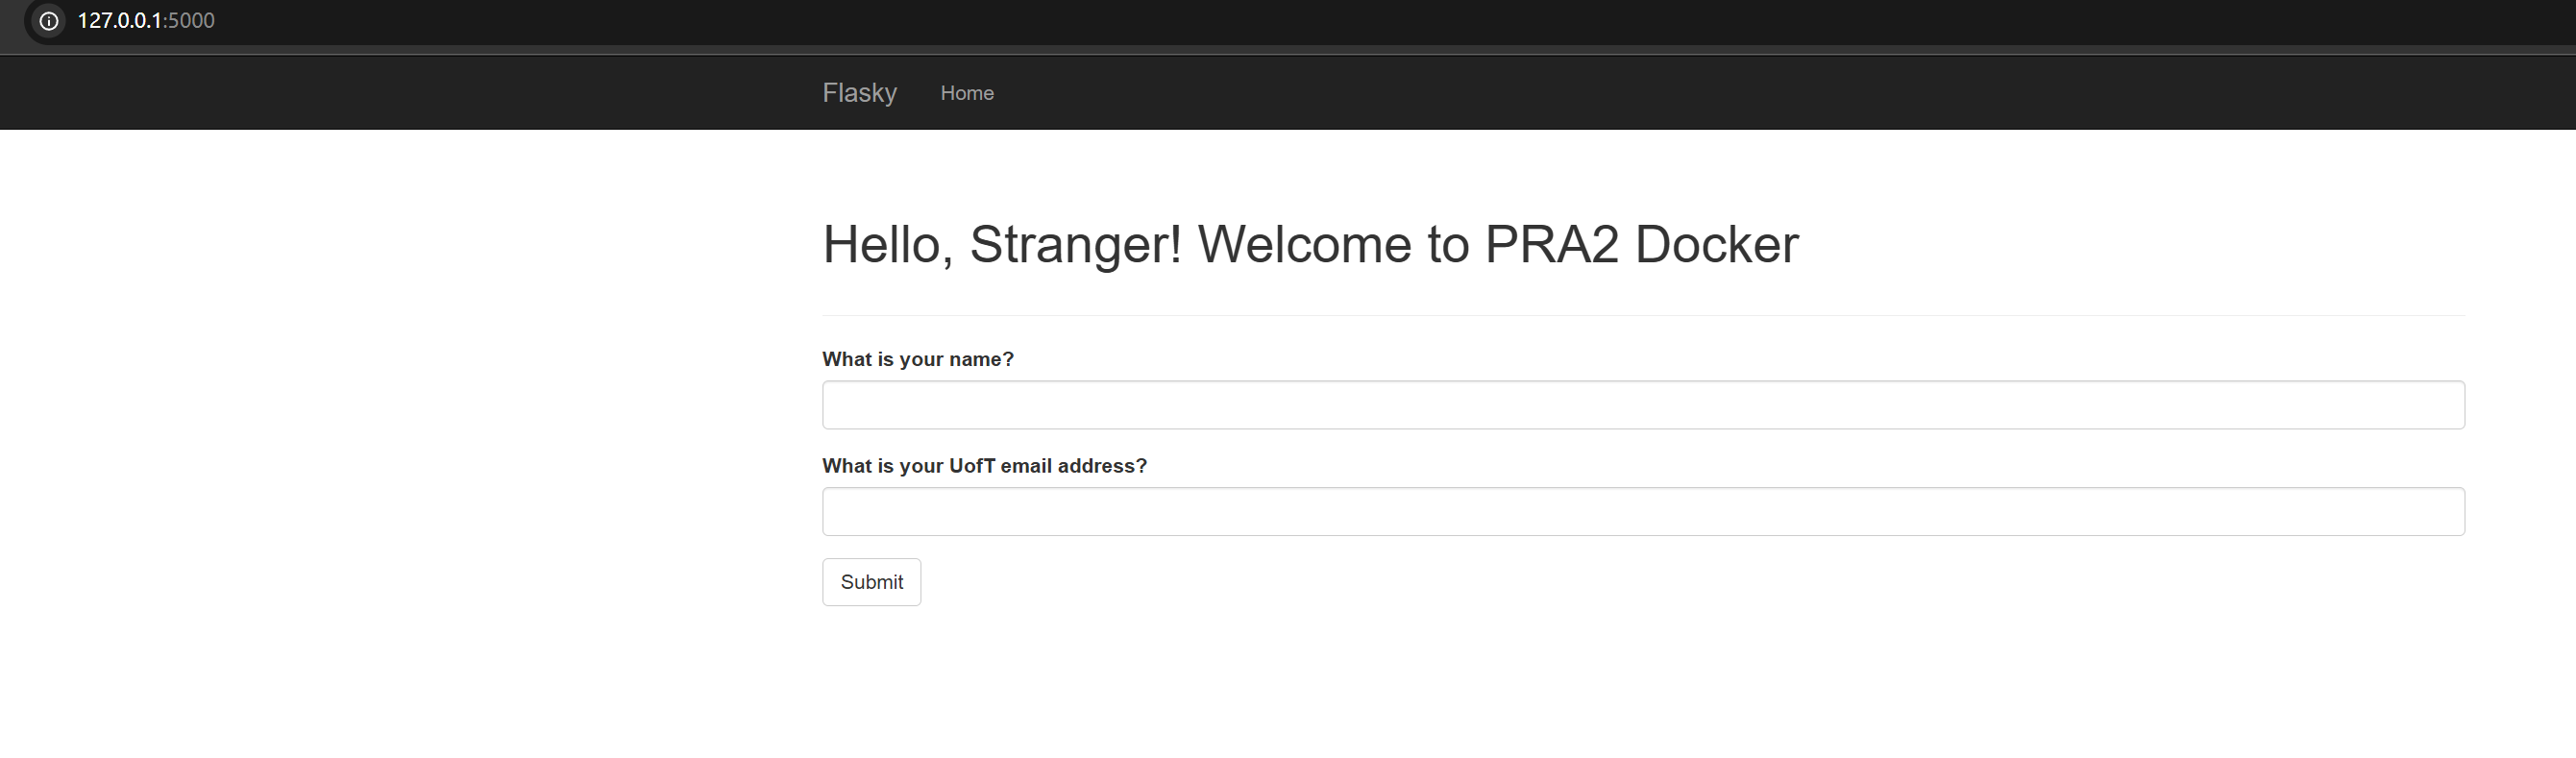 127.0.0.1:5000
Flasky Home
Hello, Stranger! Welcome to PRA2 Docker
What is your name?
What is your UofT email address?
Submit